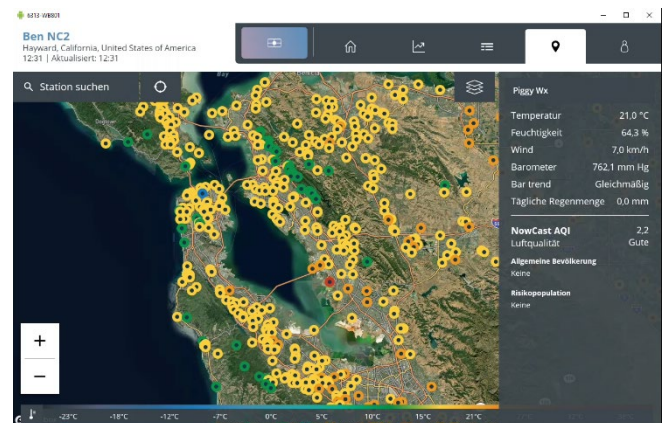 6313-WB801
Ben NC2
Hayward, California, United States of America
12:31 | Aktualisiert: 12:31
Station suchen
Piggy Wx
Temperatur 21,0 °C
Feuchtigkeit 64,3 %
Wind 7,0 km/h
Barometer 762,1 mm Hg
Bar trend Gleichmäßig
Tägliche Regenmenge 0,0 mm
NowCast AQI 2,2
Luftqualität Gute
Allgemeine Bevölkerung
Keine
Risikopopulation
Keine
+
−
-23°C -18°C -12°C -7°C 0°C 5°C 10°C 15°C 21°C